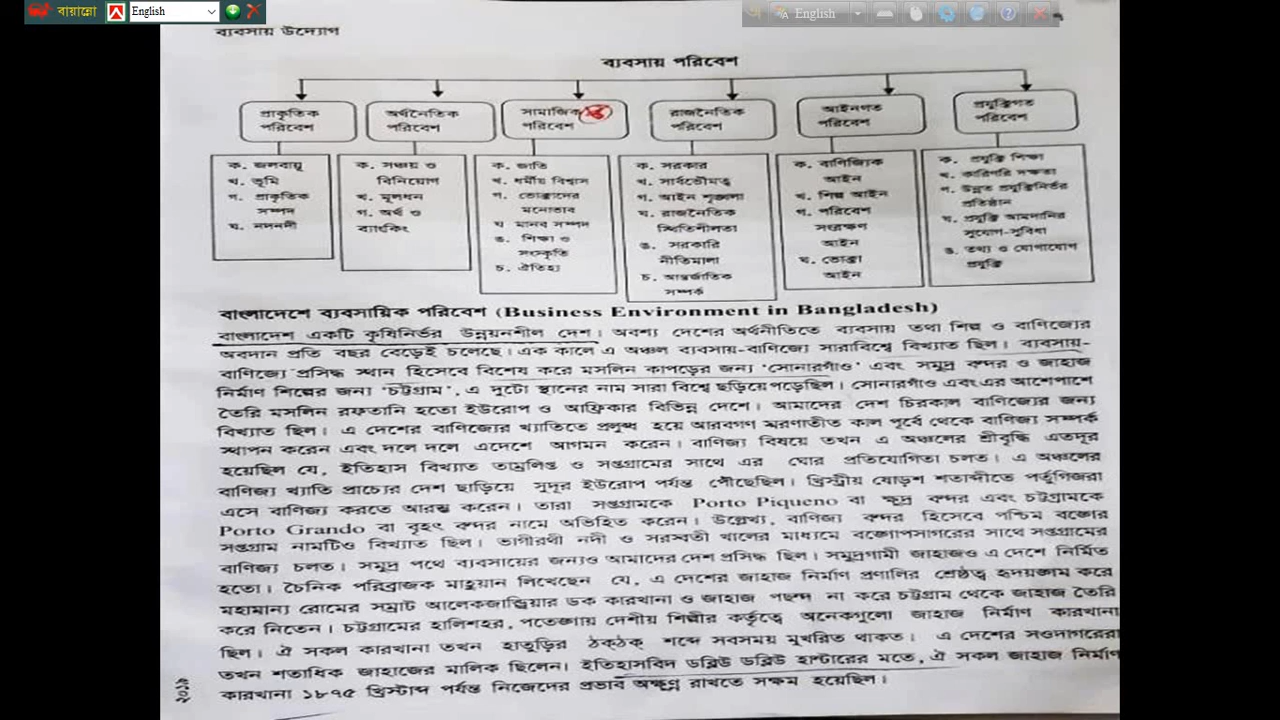 বায়ান্নো English
English
ব্যবসায় উদ্যোগ
ব্যবসায় পরিবেশ
প্রাকৃতিক পরিবেশ
অর্থনৈতিক পরিবেশ
সামাজিক পরিবেশ
রাজনৈতিক পরিবেশ
আইনগত পরিবেশ
প্রযুক্তিগত পরিবেশ
ক. জলবায়ু
খ. ভূমি
গ. প্রাকৃতিক
সম্পদ
ঘ. নদনদী
ক. সঞ্চয় ও
বিনিয়োগ
খ. মূলধন
গ. অর্থ ও
ব্যাংকিং
ক. জাতি
খ. ধর্মীয় বিশ্বাস
গ. ভোক্তাদের
মনোভাব
ঘ মানব সম্পদ
ঙ. শিক্ষা ও
সংস্কৃতি
চ. ঐতিহ্য
ক. সরকার
খ. সার্বভৌমত্ব
গ. আইন শৃঙ্খলা
ঘ. রাজনৈতিক
স্থিতিশীলতা
ঙ. সরকারি
নীতিমালা
চ. আন্তর্জাতিক
সম্পর্ক
ক. বাণিজ্যিক
আইন
খ. শিল্প আইন
গ. পরিবেশ
সংরক্ষণ
আইন
ঘ. ভোক্তা
আইন
ক. প্রযুক্তি শিক্ষা
খ. কারিগরি দক্ষতা
গ. উন্নত প্রযুক্তিনির্ভর
প্রতিষ্ঠান
ঘ. প্রযুক্তি আমদানির
সুযোগ-সুবিধা
ঙ. তথ্য ও যোগাযোগ
প্রযুক্তি
বাংলাদেশে ব্যবসায়িক পরিবেশ (Business Environment in Bangladesh)
বাংলাদেশ একটি কৃষিনির্ভর উন্নয়নশীল দেশ। অবশ্য দেশের অর্থনীতিতে ব্যবসায় তথা শিল্প ও বাণিজ্যের
অবদান প্রতি বছর বেড়েই চলেছে। এক কালে এ অঞ্চল ব্যবসায়-বাণিজ্যে সারাবিশ্বে বিখ্যাত ছিল। ব্যবসায়-
বাণিজ্যে প্রসিদ্ধ স্থান হিসেবে বিশেষ করে মসলিন কাপড়ের জন্য ‘সোনারগাঁও’ এবং সমুদ্র বন্দর ও জাহাজ
নির্মাণ শিল্পের জন্য ‘চট্টগ্রাম’, এ দুটো স্থানের নাম সারা বিশ্বে ছড়িয়ে পড়েছিল। সোনারগাঁও এবং এর আশেপাশে
তৈরি মসলিন রফতানি হতো ইউরোপ ও আফ্রিকার বিভিন্ন দেশে। আমাদের দেশ চিরকাল বাণিজ্যের জন্য
বিখ্যাত ছিল। এ দেশের বাণিজ্যের খ্যাতিতে প্রলুব্ধ হয়ে আরবগণ স্মরণাতীত কাল পূর্বে থেকে বাণিজ্য সম্পর্ক
স্থাপন করেন এবং দলে দলে এদেশে আগমন করেন। বাণিজ্য বিষয়ে তখন এ অঞ্চলের শ্রীবৃদ্ধি এতদূর
হয়েছিল যে, ইতিহাস বিখ্যাত তাম্রলিপ্ত ও সপ্তগ্রামের সাথে এর ঘোর প্রতিযোগিতা চলত। এ অঞ্চলের
বাণিজ্য খ্যাতি প্রাচ্যের দেশ ছাড়িয়ে সুদূর ইউরোপ পর্যন্ত পৌঁছেছিল। খ্রিস্টীয় ষোড়শ শতাব্দীতে পর্তুগিজরা
এসে বাণিজ্য করতে আরম্ভ করেন। তারা সপ্তগ্রামকে Porto Piqueno বা ক্ষুদ্র বন্দর এবং চট্টগ্রামকে
Porto Grando বা বৃহৎ বন্দর নামে অভিহিত করেন। উল্লেখ্য, বাণিজ্য বন্দর হিসেবে পশ্চিম বঙ্গের
সপ্তগ্রাম নামটিও বিখ্যাত ছিল। ভাগীরথী নদী ও সরস্বতী খালের মাধ্যমে বঙ্গোপসাগরের সাথে সপ্তগ্রামের
বাণিজ্য চলত। সমুদ্র পথে ব্যবসায়ের জন্যও আমাদের দেশ প্রসিদ্ধ ছিল। সমুদ্রগামী জাহাজও এ দেশে নির্মিত
হতো। চৈনিক পরিব্রাজক মাহুয়ান লিখেছেন যে, এ দেশের জাহাজ নির্মাণ প্রণালির শ্রেষ্ঠত্ব হৃদয়ঙ্গম করে
মহামান্য রোমের সম্রাট আলেকজান্দ্রিয়ার ডক কারখানা ও জাহাজ পছন্দ না করে চট্টগ্রাম থেকে জাহাজ তৈরি
করে নিতেন। চট্টগ্রামের হালিশহর, পতেঙ্গায় দেশীয় শিল্পীর কর্তৃত্বে অনেকগুলো জাহাজ নির্মাণ কারখানা
ছিল। ঐ সকল কারখানা তখন হাতুড়ির ঠক্‌ঠক্ শব্দে সবসময় মুখরিত থাকত। এ দেশের সওদাগরেরা
তখন শতাধিক জাহাজের মালিক ছিলেন। ইতিহাসবিদ ডব্লিউ ডব্লিউ হান্টারের মতে, ঐ সকল জাহাজ নির্মাণ
কারখানা ১৮৭৫ খ্রিস্টাব্দ পর্যন্ত নিজেদের প্রভাব অক্ষুণ্ণ রাখতে সক্ষম হয়েছিল।
২০১৯